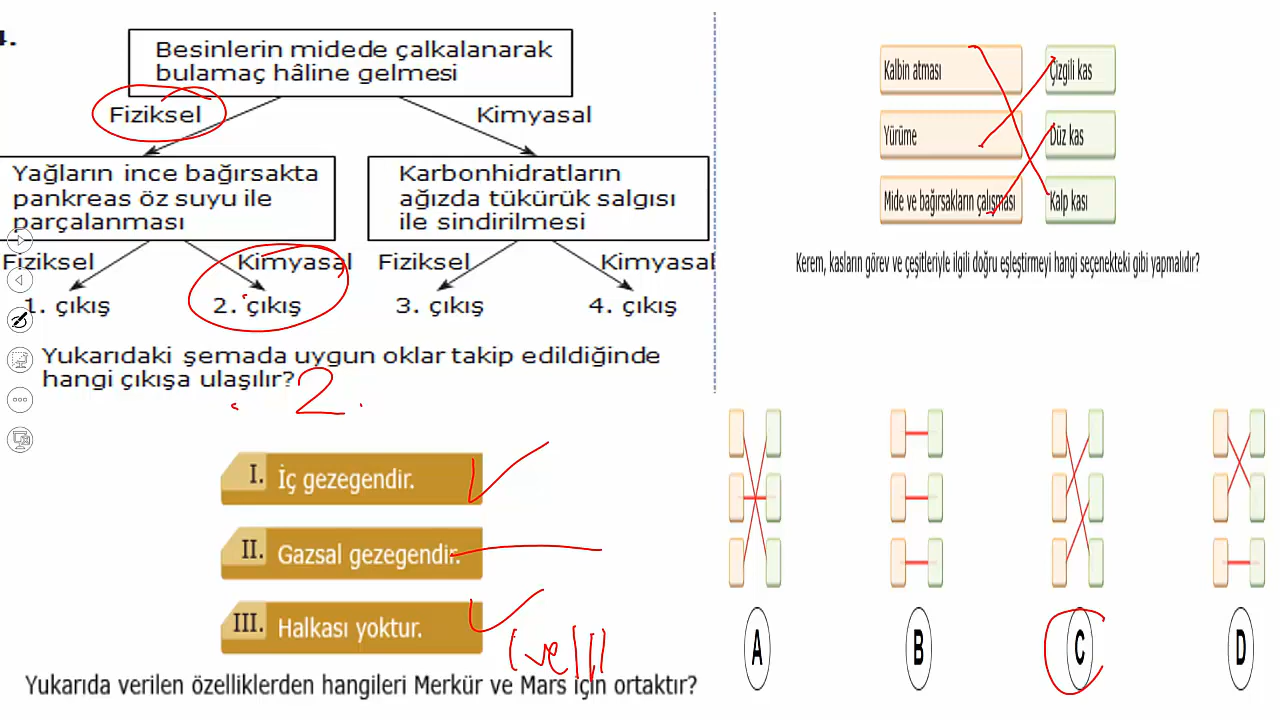 4.
Besinlerin midede çalkalanarak
bulamaç hâline gelmesi
Fiziksel
Kimyasal
Yağların ince bağırsakta
pankreas öz suyu ile
parçalanması
Karbonhidratların
ağızda tükürük salgısı
ile sindirilmesi
Fiziksel
Kimyasal
Fiziksel
Kimyasal
1. çıkış
2. çıkış
3. çıkış
4. çıkış
Yukarıdaki şemada uygun oklar takip edildiğinde
hangi çıkışa ulaşılır?
2
I. İç gezegendir.
II. Gazsal gezegendir.
III. Halkası yoktur.
I ve III
Yukarıda verilen özelliklerden hangileri Merkür ve Mars için ortaktır?
Kalbin atması
Çizgili kas
Yürüme
Düz kas
Mide ve bağırsakların çalışması
Kalp kası
Kerem, kasların görev ve çeşitleriyle ilgili doğru eşleştirmeyi hangi seçenekteki gibi yapmalıdır?
A
B
C
D